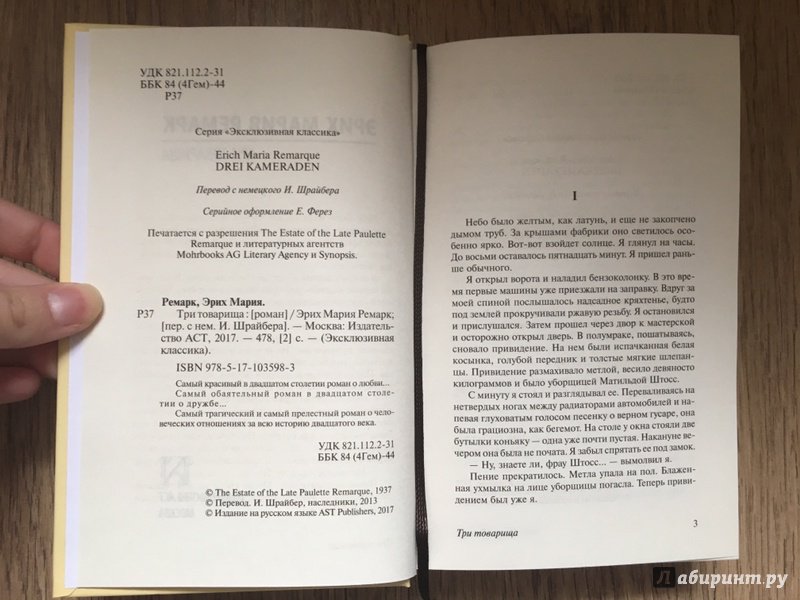 УДК 821.112.2-31
ББК 84 (4Гем)-44
Р37
Серия «Эксклюзивная классика»
Erich Maria Remarque
DREI KAMERADEN
Перевод с немецкого И. Шрайбера
Серийное оформление Е. Ферез
Печатается с разрешения The Estate of the Late Paulette
Remarque и литературных агентств
Mohrbooks AG Literary Agency и Synopsis.
Ремарк, Эрих Мария.
Р37 Три товарища : [роман] / Эрих Мария Ремарк;
[пер. с нем. И. Шрайбера]. — Москва: Издатель-
ство АСТ, 2017. — 478, [2] с. — (Эксклюзивная
классика).
ISBN 978-5-17-103598-3
Самый красивый в двадцатом столетии роман о любви...
Самый обаятельный роман в двадцатом столе-
тии о дружбе...
Самый трагический и самый прелестный роман о чело-
веческих отношениях за всю историю двадцатого века.
УДК 821.112.2-31
ББК 84 (4Гем)-44
© The Estate of the Late Paulette Remarque, 1937
© Перевод. И. Шрайбер, наследники, 2013
© Издание на русском языке AST Publishers, 2017
I
Небо было желтым, как латунь, и еще не закопчено
дымом труб. За крышами фабрики оно светилось осо-
бенно ярко. Вот-вот взойдет солнце. Я глянул на часы.
До восьми оставалось пятнадцать минут. Я пришел рань-
ше обычного.
Я открыл ворота и наладил бензоколонку. В это время
первые машины уже приезжали на заправку. Вдруг за
моей спиной послышалось надсадное кряхтенье, будто
под землей прокручивали ржавую резьбу. Я остановился
и прислушался. Затем прошел через двор к мастерской
и осторожно открыл дверь. В полумраке, пошатываясь,
сновало привидение. На нем были испачканная белая
косынка, голубой передник и толстые мягкие шлепан-
цы. Привидение размахивало метлой, весило девяносто
килограммов и было уборщицей Матильдой Штосс.
С минуту я стоял и разглядывал ее. Переваливаясь на
нетвердых ногах между радиаторами автомобилей и на-
певая глуховатым голосом песенку о верном гусаре, она
была грациозна, как бегемот. На столе у окна стояли две
бутылки коньяку — одна уже почти пустая. Накануне ве-
чером она была не почата. Я забыл спрятать ее под замок.
— Ну, знаете ли, фрау Штосс... — вымолвил я.
Пение прекратилось. Метла упала на пол. Блажен-
ная ухмылка на лице уборщицы погасла. Теперь приви-
дением был уже я.
3
Три товарища
Лабиринт.ру